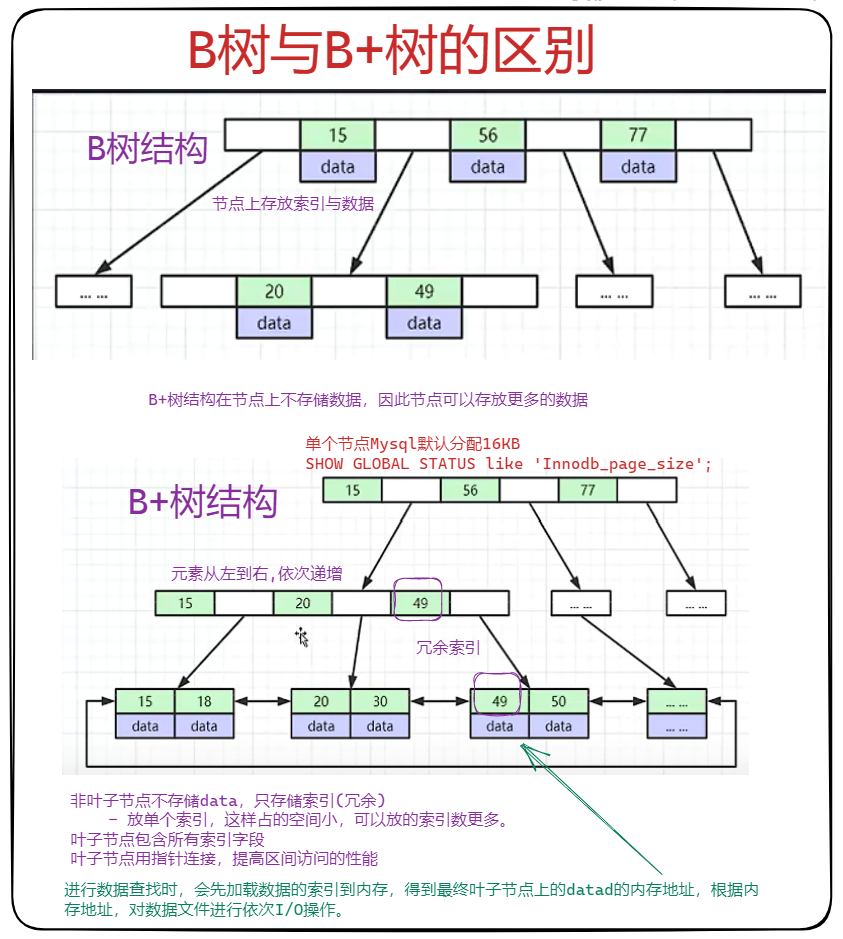 B树与B+树的区别
B树结构
15 56 77
data data data
节点上存放索引与数据
... ... 20 49 ... ... ... ...
data data
B+树结构在节点上不存储数据，因此节点可以存放更多的数据
单个节点Mysql默认分配16KB
SHOW GLOBAL STATUS like 'Innodb_page_size';
B+树结构
15 56 77
元素从左到右,依次递增
15 20 49 ... ... ... ...
冗余索引
15 18 20 30 49 50 ... ...
data data data data data data ... ...
非叶子节点不存储data，只存储索引(冗余)
- 放单个索引，这样占的空间小，可以放的索引数更多。
叶子节点包含所有索引字段
叶子节点用指针连接，提高区间访问的性能
进行数据查找时，会先加载数据的索引到内存，得到最终叶子节点上的datad的内存地址，根据内
存地址，对数据文件进行依次I/O操作。